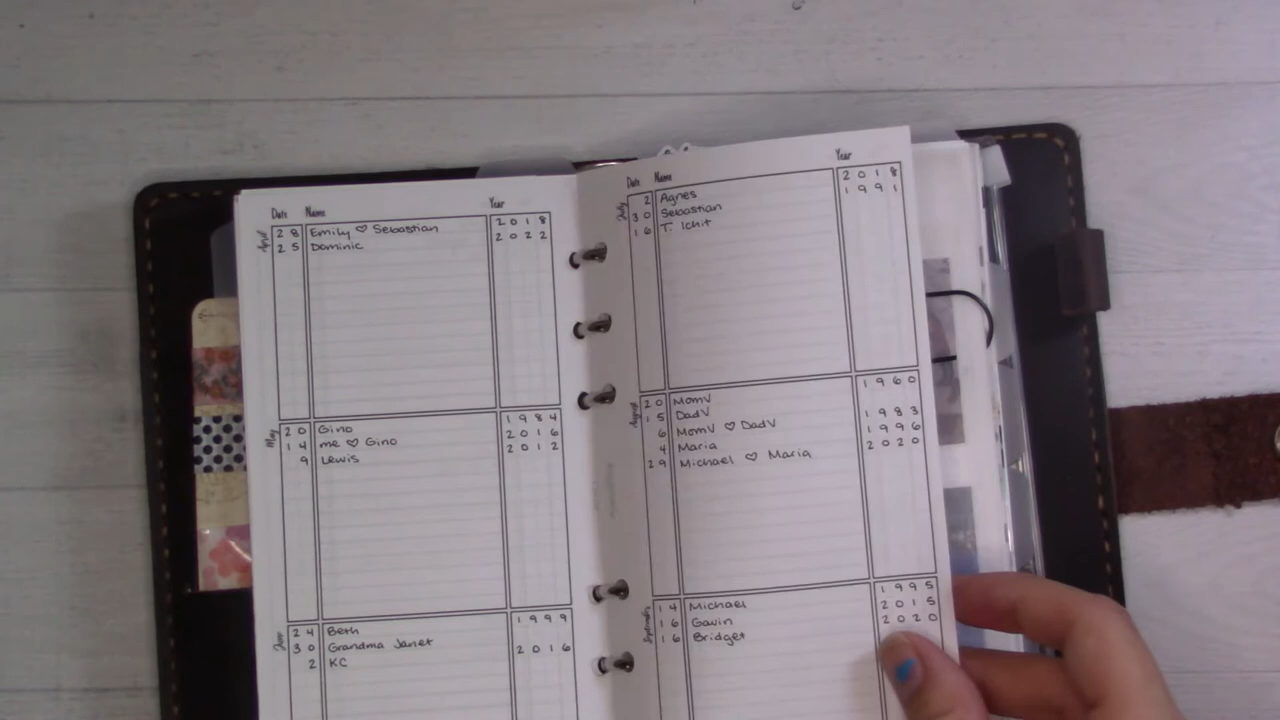 Date Name Year
April
28 Emily ♡ Sebastian 2018
25 Dominic 2022
May
20 Gino 1984
14 me ♡ Gino 2016
9 Lewis 2012
June
24 Beth 1999
30 Grandma Janet
2 KC 2016
Date Name Year
July
2 Agnes 2018
30 Sebastian 1991
16 T. Ichit
August
20 MomV 1960
15 DadV
6 MomV ♡ DadV 1983
4 Maria 1996
29 Michael ♡ Maria 2020
September
14 Michael 1995
16 Gavin 2015
16 Bridget 2020